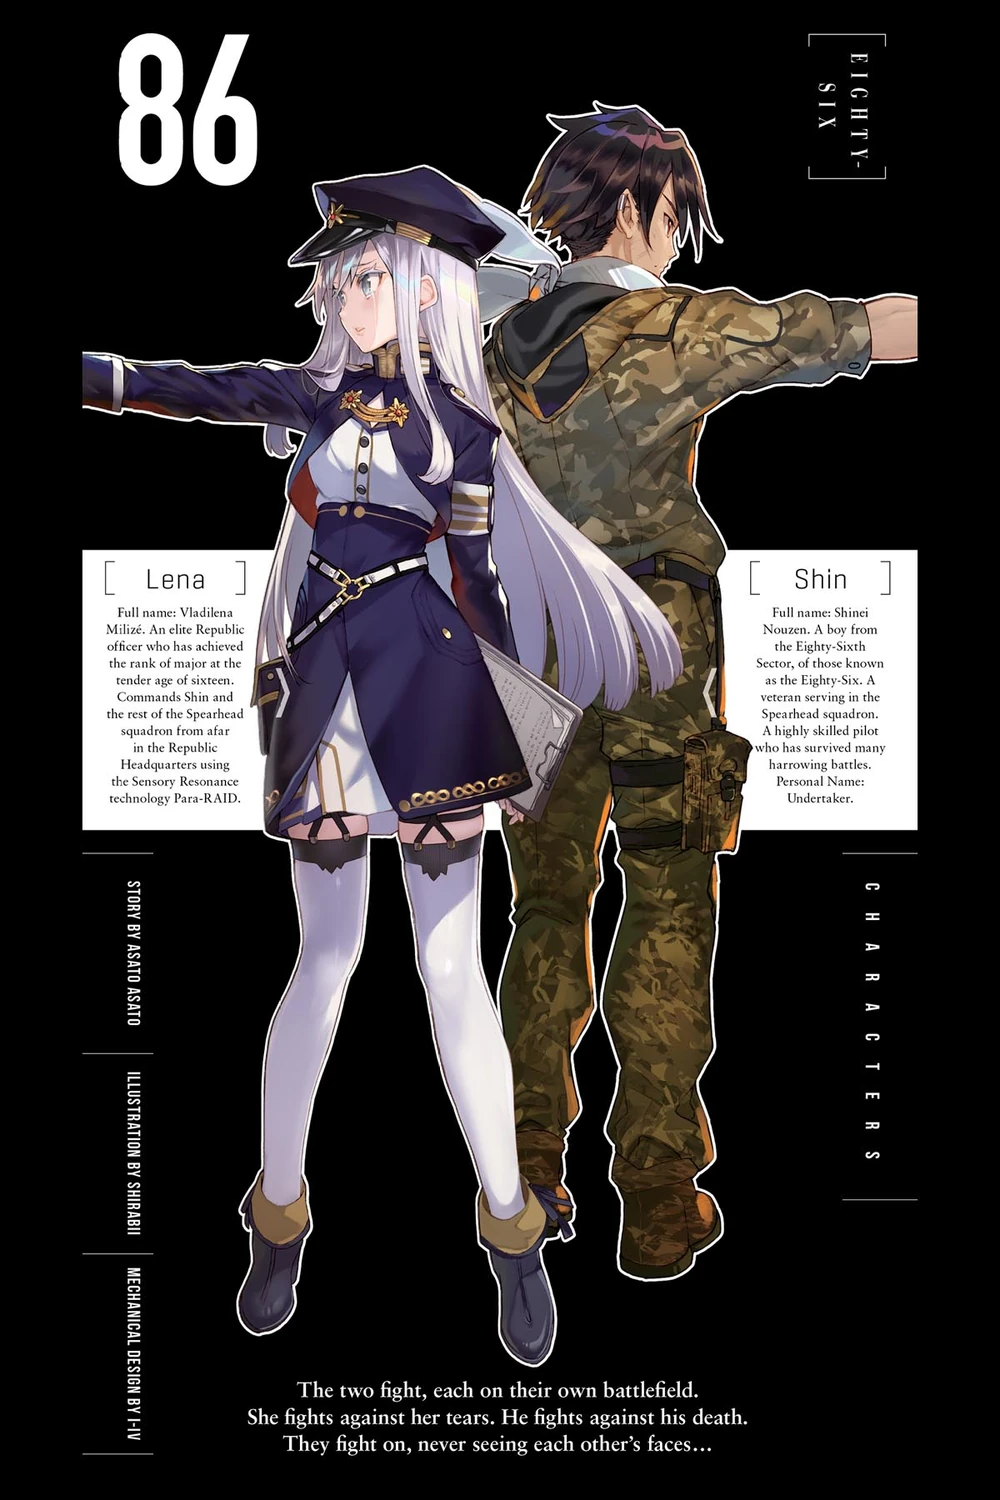 86
EIGHTY-
SIX
Lena
Full name: Vladilena
Milizé. An elite Republic
officer who has achieved
the rank of major at the
tender age of sixteen.
Commands Shin and
the rest of the Spearhead
squadron from afar
in the Republic
Headquarters using
the Sensory Resonance
technology Para-RAID.
Shin
Full name: Shinei
Nouzen. A boy from
the Eighty-Sixth
Sector, of those known
as the Eighty-Six. A
veteran serving in the
Spearhead squadron.
A highly skilled pilot
who has survived many
harrowing battles.
Personal Name:
Undertaker.
STORY BY ASATO ASATO
ILLUSTRATION BY SHIRABII
MECHANICAL DESIGN BY I-IV
CHARACTERS
The two fight, each on their own battlefield.
She fights against her tears. He fights against his death.
They fight on, never seeing each other's faces…